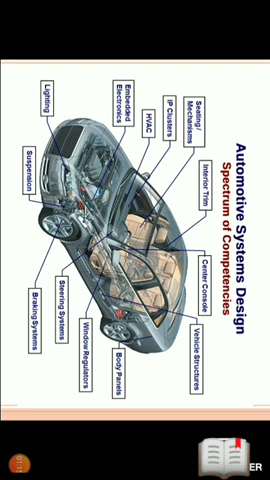 Automotive Systems Design
Spectrum of Competencies
Seating /
Mechanisms
IP Clusters
HVAC
Embedded
Electronics
Lighting
Interior Trim
Center Console
Vehicle Structures
Suspension
Braking Systems
Steering Systems
Window Regulators
Body Panels
ER